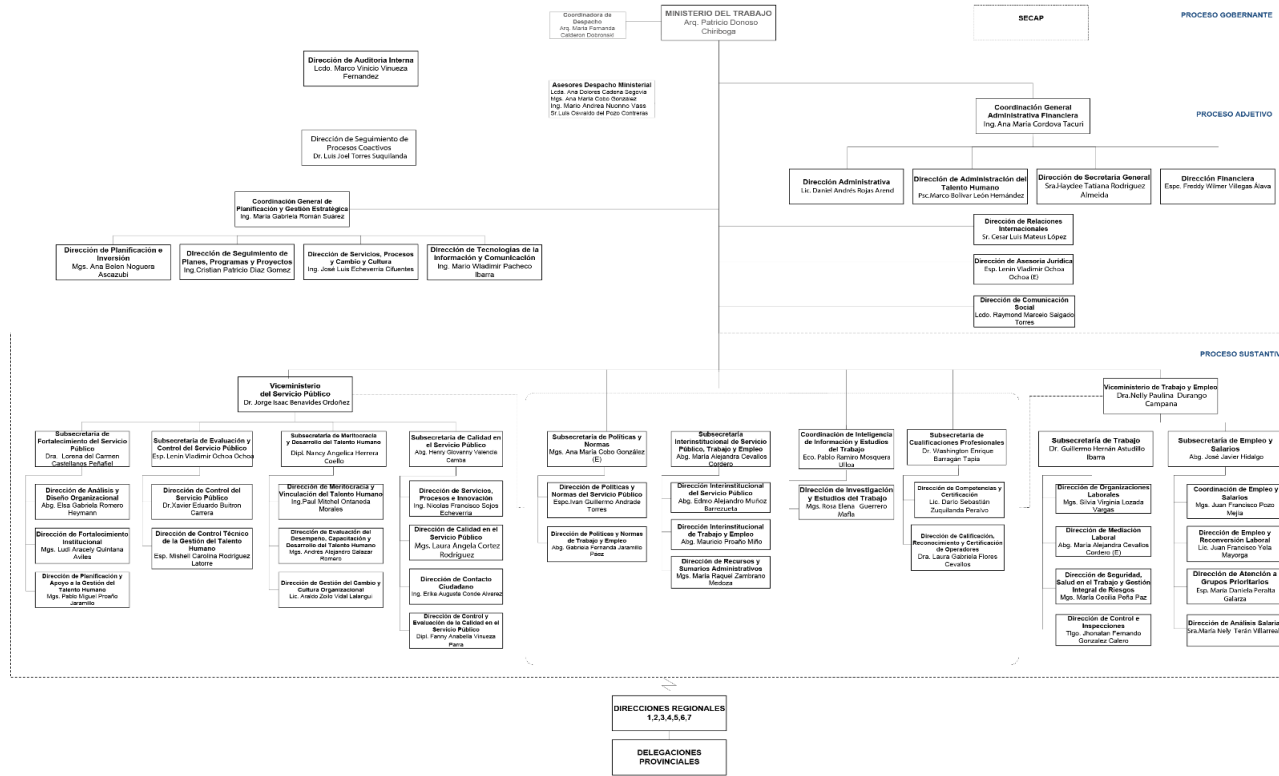 Coordinadora de
Despacho
Arq. María Fernanda
Calderon Dobronski
MINISTERIO DEL TRABAJO
Arq. Patricio Donoso
Chiriboga
SECAP
PROCESO GOBERNANTE
Dirección de Auditoria Interna
Lcdo. Marco Vinicio Vinueza
Fernandez
Asesores Despacho Ministerial
Lcda. Ana Dolores Cadena Segovia
Mgs. Ana María Cobo González
Ing. Mario Andrea Nuonno Vass
Sr. Luis Osvaldo del Pozo Contreras
Coordinación General
Administrativa Financiera
Ing. Ana María Cordova Tacuri
PROCESO ADJETIVO
Dirección de Seguimiento de
Procesos Coactivos
Dr. Luis Joel Torres Suquilanda
Dirección Administrativa
Lic. Daniel Andrés Rojas Arend
Dirección de Administración del
Talento Humano
Psc.Marco Bolívar León Hernández
Dirección de Secretaria General
Sra.Haydee Tatiana Rodriguez
Almeida
Dirección Financiera
Espc. Freddy Wilmer Villegas Álava
Coordinación General de
Planificación y Gestión Estratégica
Ing. María Gabriela Román Suárez
Dirección de Relaciones
Internacionales
Sr. Cesar Luis Mateus López
Dirección de Planificación e
Inversión
Mgs. Ana Belen Noguera
Ascazubi
Dirección de Seguimiento de
Planes, Programas y Proyectos
Ing.Cristian Patricio Diaz Gomez
Dirección de Servicios, Procesos
y Cambio y Cultura
Ing. José Luis Echeverría Cifuentes
Dirección de Tecnologías de la
Información y Comunicación
Ing. Mario Wladimir Pacheco
Ibarra
Dirección de Asesoria Jurídica
Esp. Lenin Vladimir Ochoa
Ochoa (E)
Dirección de Comunicación
Social
Lcdo. Raymond Marcelo Salgado
Torres
PROCESO SUSTANTIV
Viceministerio
del Servicio Público
Dr. Jorge Isaac Benavides Ordoñez
Viceministerio de Trabajo y Empleo
Dra.Nelly Paulina Durango
Campana
Subsecretaría de
Fortalecimiento del Servicio
Público
Dra. Lorena del Carmen
Castellanos Peñafiel
Subsecretaría de Evaluación y
Control del Servicio Público
Esp. Lenin Vladimir Ochoa Ochoa
Subsecretaría de Meritocracia
y Desarrollo del Talento Humano
Dipl. Nancy Angelica Herrera
Coello
Subsecretaría de Calidad en
el Servicio Público
Abg. Henry Giovanny Valencia
Subsecretaría de Políticas y
Normas
Mgs. Ana María Cobo González
(E)
Subsecretaría
Interinstitucional de Servicio
Público, Trabajo y Empleo
Abg. María Alejandra Cevallos
Cordero
Coordinación de Inteligencia
de Información y Estudios
del Trabajo
Eco. Pablo Ramiro Mosquera
Ulloa
Subsecretaría de
Cualificaciones Profesionales
Dr. Washington Enrique
Barragán Tapia
Subsecretaría de Trabajo
Dr. Guillermo Hernán Astudillo
Ibarra
Subsecretaría de Empleo y
Salarios
Abg. José Javier Hidalgo
Dirección de Análisis y
Diseño Organizacional
Abg. Elsa Gabriela Romero
Heymann
Dirección de Fortalecimiento
Institucional
Mgs. Ludi Aracely Quintana
Aviles
Dirección de Planificación y
Apoyo a la Gestión del
Talento Humano
Mgs. Pablo Miguel Proaño
Jaramillo
Dirección de Control del
Servicio Público
Dr.Xavier Eduardo Buitron
Carrera
Dirección de Control Técnico
de la Gestión del Talento
Humano
Esp. Mishell Carolina Rodríguez
Latorre
Dirección de Meritocracia y
Vinculación del Talento Humano
Ing.Paul Mitchel Ontaneda
Morales
Dirección de Evaluación del
Desempeño, Capacitación y
Desarrollo del Talento Humano
Mgs. Andrés Alejandro Salazar
Romero
Dirección de Gestión del Cambio y
Cultura Organizacional
Lic. Araldo Zoilo Vidal Lalangui
Dirección de Servicios,
Procesos e Innovación
Ing. Nicolas Francisco Sojos
Echeverria
Dirección de Calidad en el
Servicio Público
Mgs. Laura Angela Cortez
Rodriguez
Dirección de Contacto
Ciudadano
Ing. Erika Augusta Conde Alvarez
Dirección de Control y
Evaluación de la Calidad en el
Servicio Público
Dipl. Fanny Anabella Vinueza
Parra
Dirección de Políticas y
Normas del Servicio Público
Espc.Ivan Guillermo Andrade
Torres
Dirección de Políticas y Normas
de Trabajo y Empleo
Abg. Gabriela Fernanda Jaramillo
Paez
Dirección Interinstitucional
del Servicio Público
Abg. Edmo Alejandro Muñoz
Barrezueta
Dirección Interinstitucional
de Trabajo y Empleo
Abg. Mauricio Proaño Miño
Dirección de Recursos y
Sumarios Administrativos
Mgs. María Raquel Zambrano
Medoza
Dirección de Investigación
y Estudios del Trabajo
Mgs. Rosa Elena Guerrero
Mafla
Dirección de Competencias y
Certificación
Lic. Darío Sebastián
Zuquilanda Peralvo
Dirección de Calificación,
Reconocimiento y Certificación
de Operadores
Dra. Laura Gabriela Flores
Cevallos
Dirección de Organizaciones
Laborales
Mgs. Silvia Virginia Lozada
Vargas
Dirección de Mediación
Laboral
Abg. María Alejandra Cevallos
Cordero (E)
Dirección de Seguridad,
Salud en el Trabajo y Gestión
Integral de Riesgos
Mgs. María Cecilia Peña Paz
Dirección de Control e
Inspecciones
Tlgo. Jhonatan Fernando
Gonzalez Calero
Coordinación de Empleo y
Salarios
Mgs. Juan Francisco Pozo
Mejía
Dirección de Empleo y
Reconversión Laboral
Lic. Juan Francisco Yela
Mayorga
Dirección de Atención a
Grupos Prioritarios
Esp. María Daniela Peralta
Galarza
Dirección de Análisis Salaria
Sra.María Nely Terán Villarreal
DIRECCIONES REGIONALES
1,2,3,4,5,6,7
DELEGACIONES
PROVINCIALES